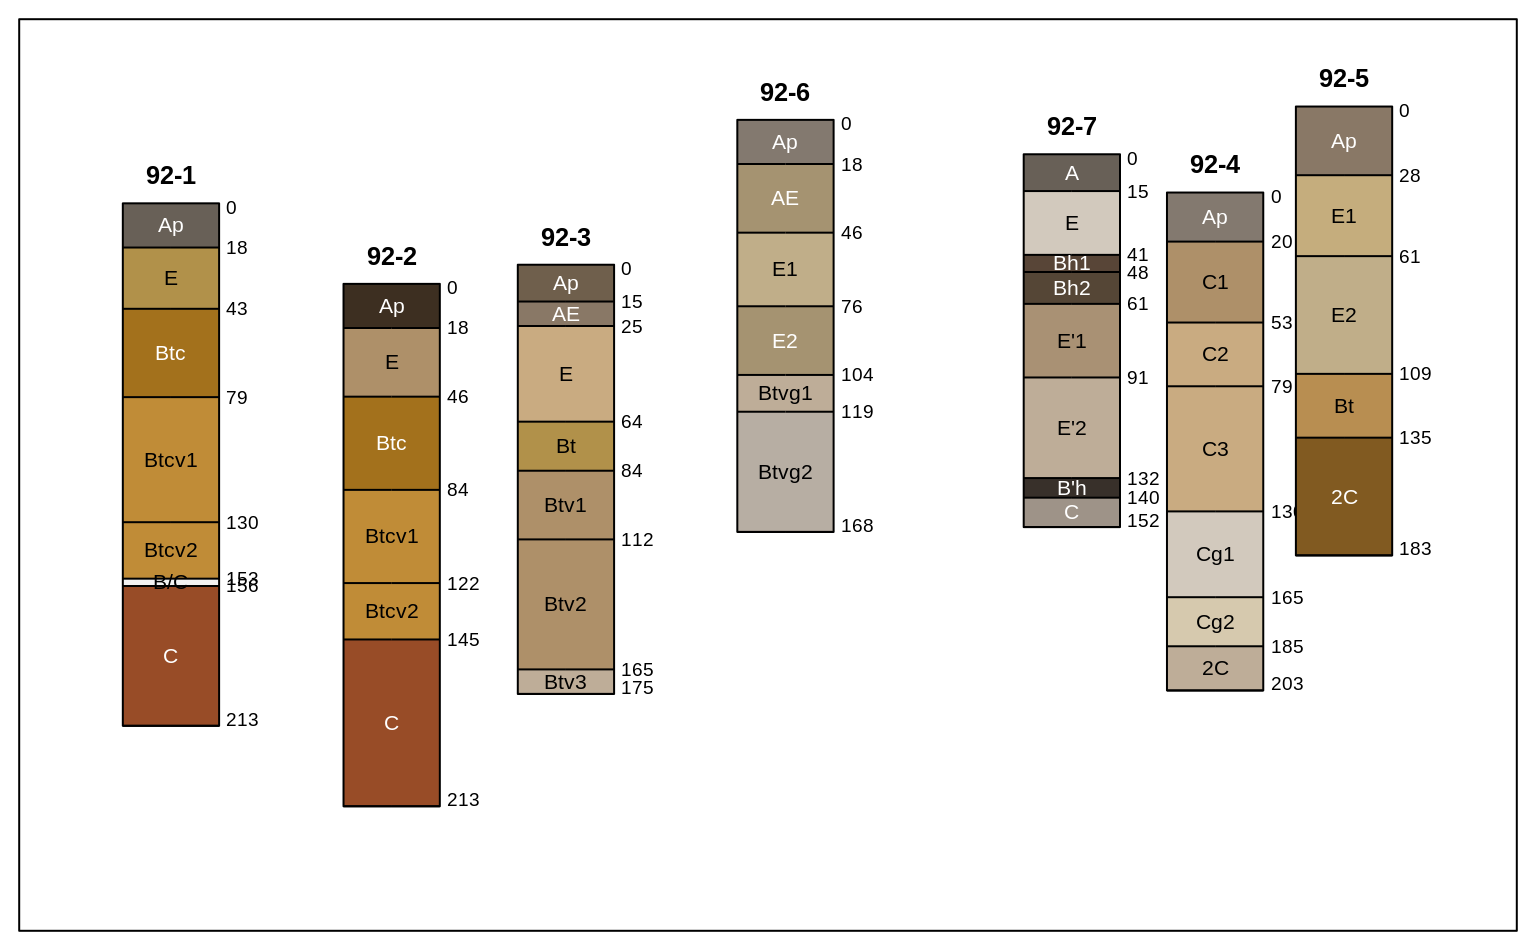 92-1
0
Ap
18
E
43
Btc
79
Btcv1
130
Btcv2
153
B/C
156
C
213
92-2
0
Ap
18
E
46
Btc
84
Btcv1
122
Btcv2
145
C
213
92-3
0
Ap
15
AE
25
E
64
Bt
84
Btv1
112
Btv2
165
Btv3
175
92-6
0
Ap
18
AE
46
E1
76
E2
104
Btvg1
119
Btvg2
168
92-7
0
A
15
E
41
Bh1
48
Bh2
61
E'1
91
E'2
132
B'h
140
C
152
92-4
0
Ap
20
C1
53
C2
79
C3
130
Cg1
165
Cg2
185
2C
203
92-5
0
Ap
28
E1
61
E2
109
Bt
135
2C
183